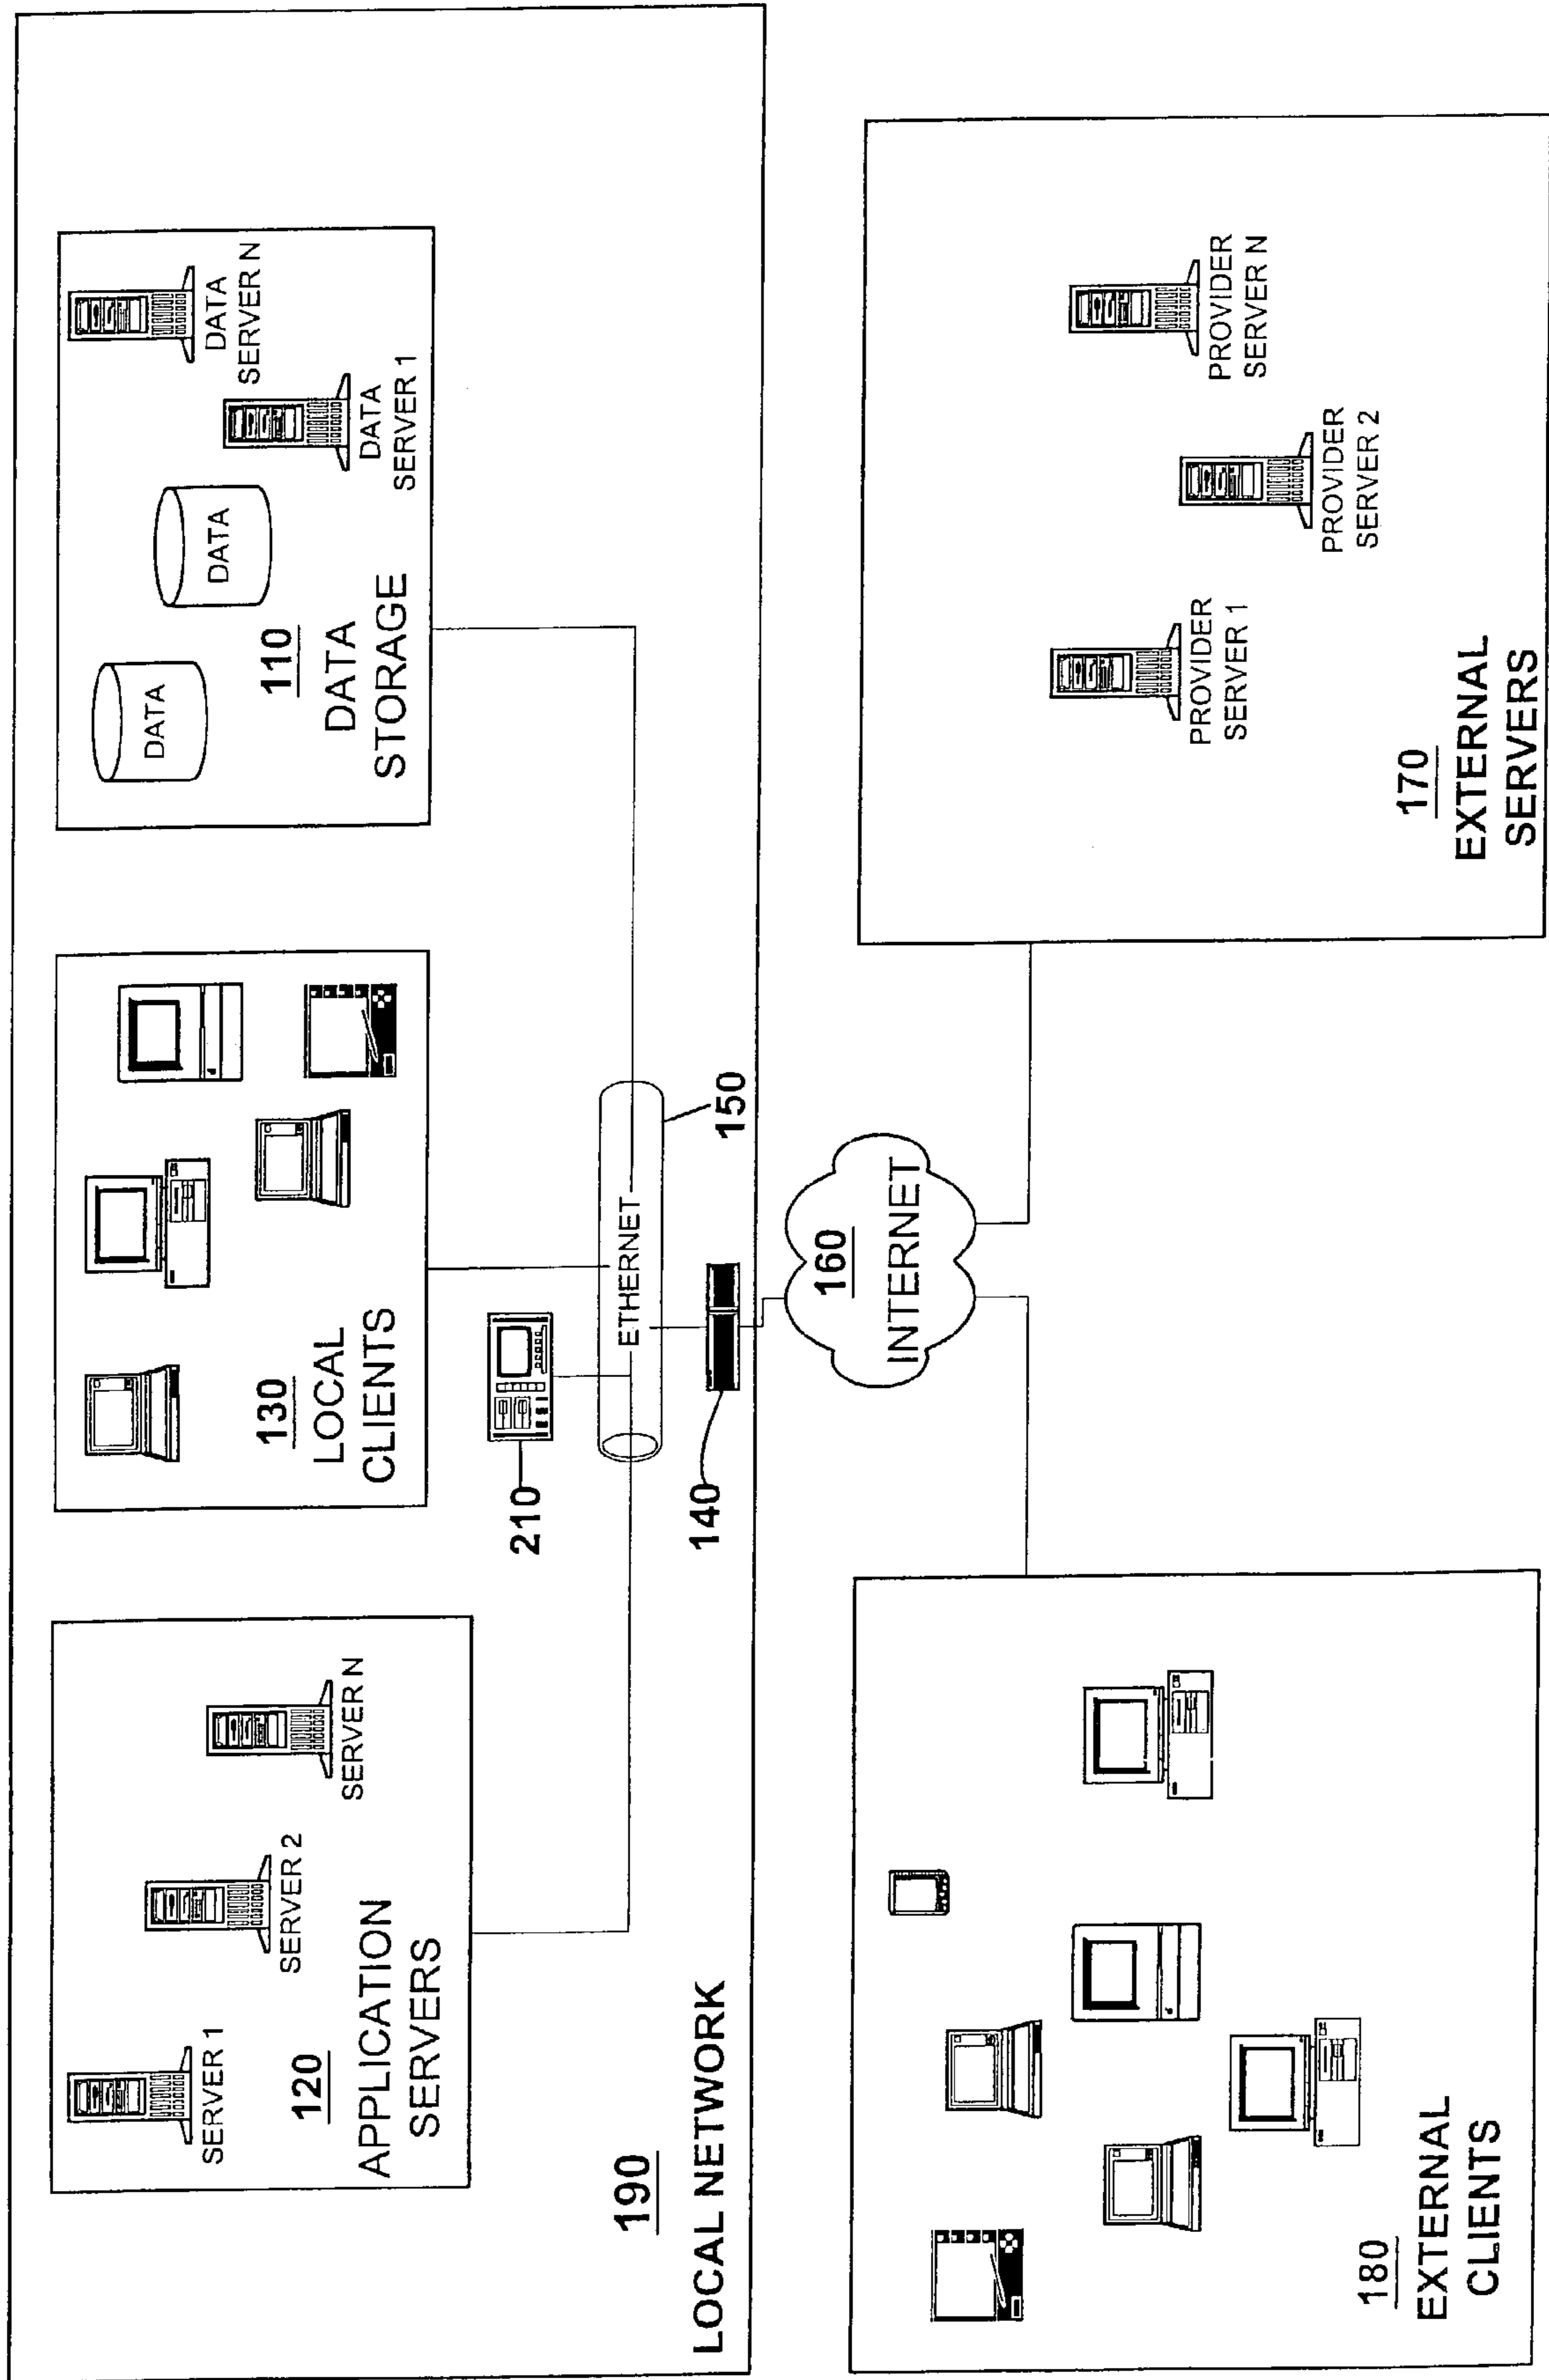 SERVER 1
SERVER 2
SERVER N
120
APPLICATION
SERVERS
130
LOCAL
CLIENTS
DATA
DATA
DATA
SERVER N
DATA
SERVER 1
110
DATA
STORAGE
210
ETHERNET
150
140
190
LOCAL NETWORK
160
INTERNET
180
EXTERNAL
CLIENTS
PROVIDER
SERVER 1
PROVIDER
SERVER 2
PROVIDER
SERVER N
170
EXTERNAL
SERVERS